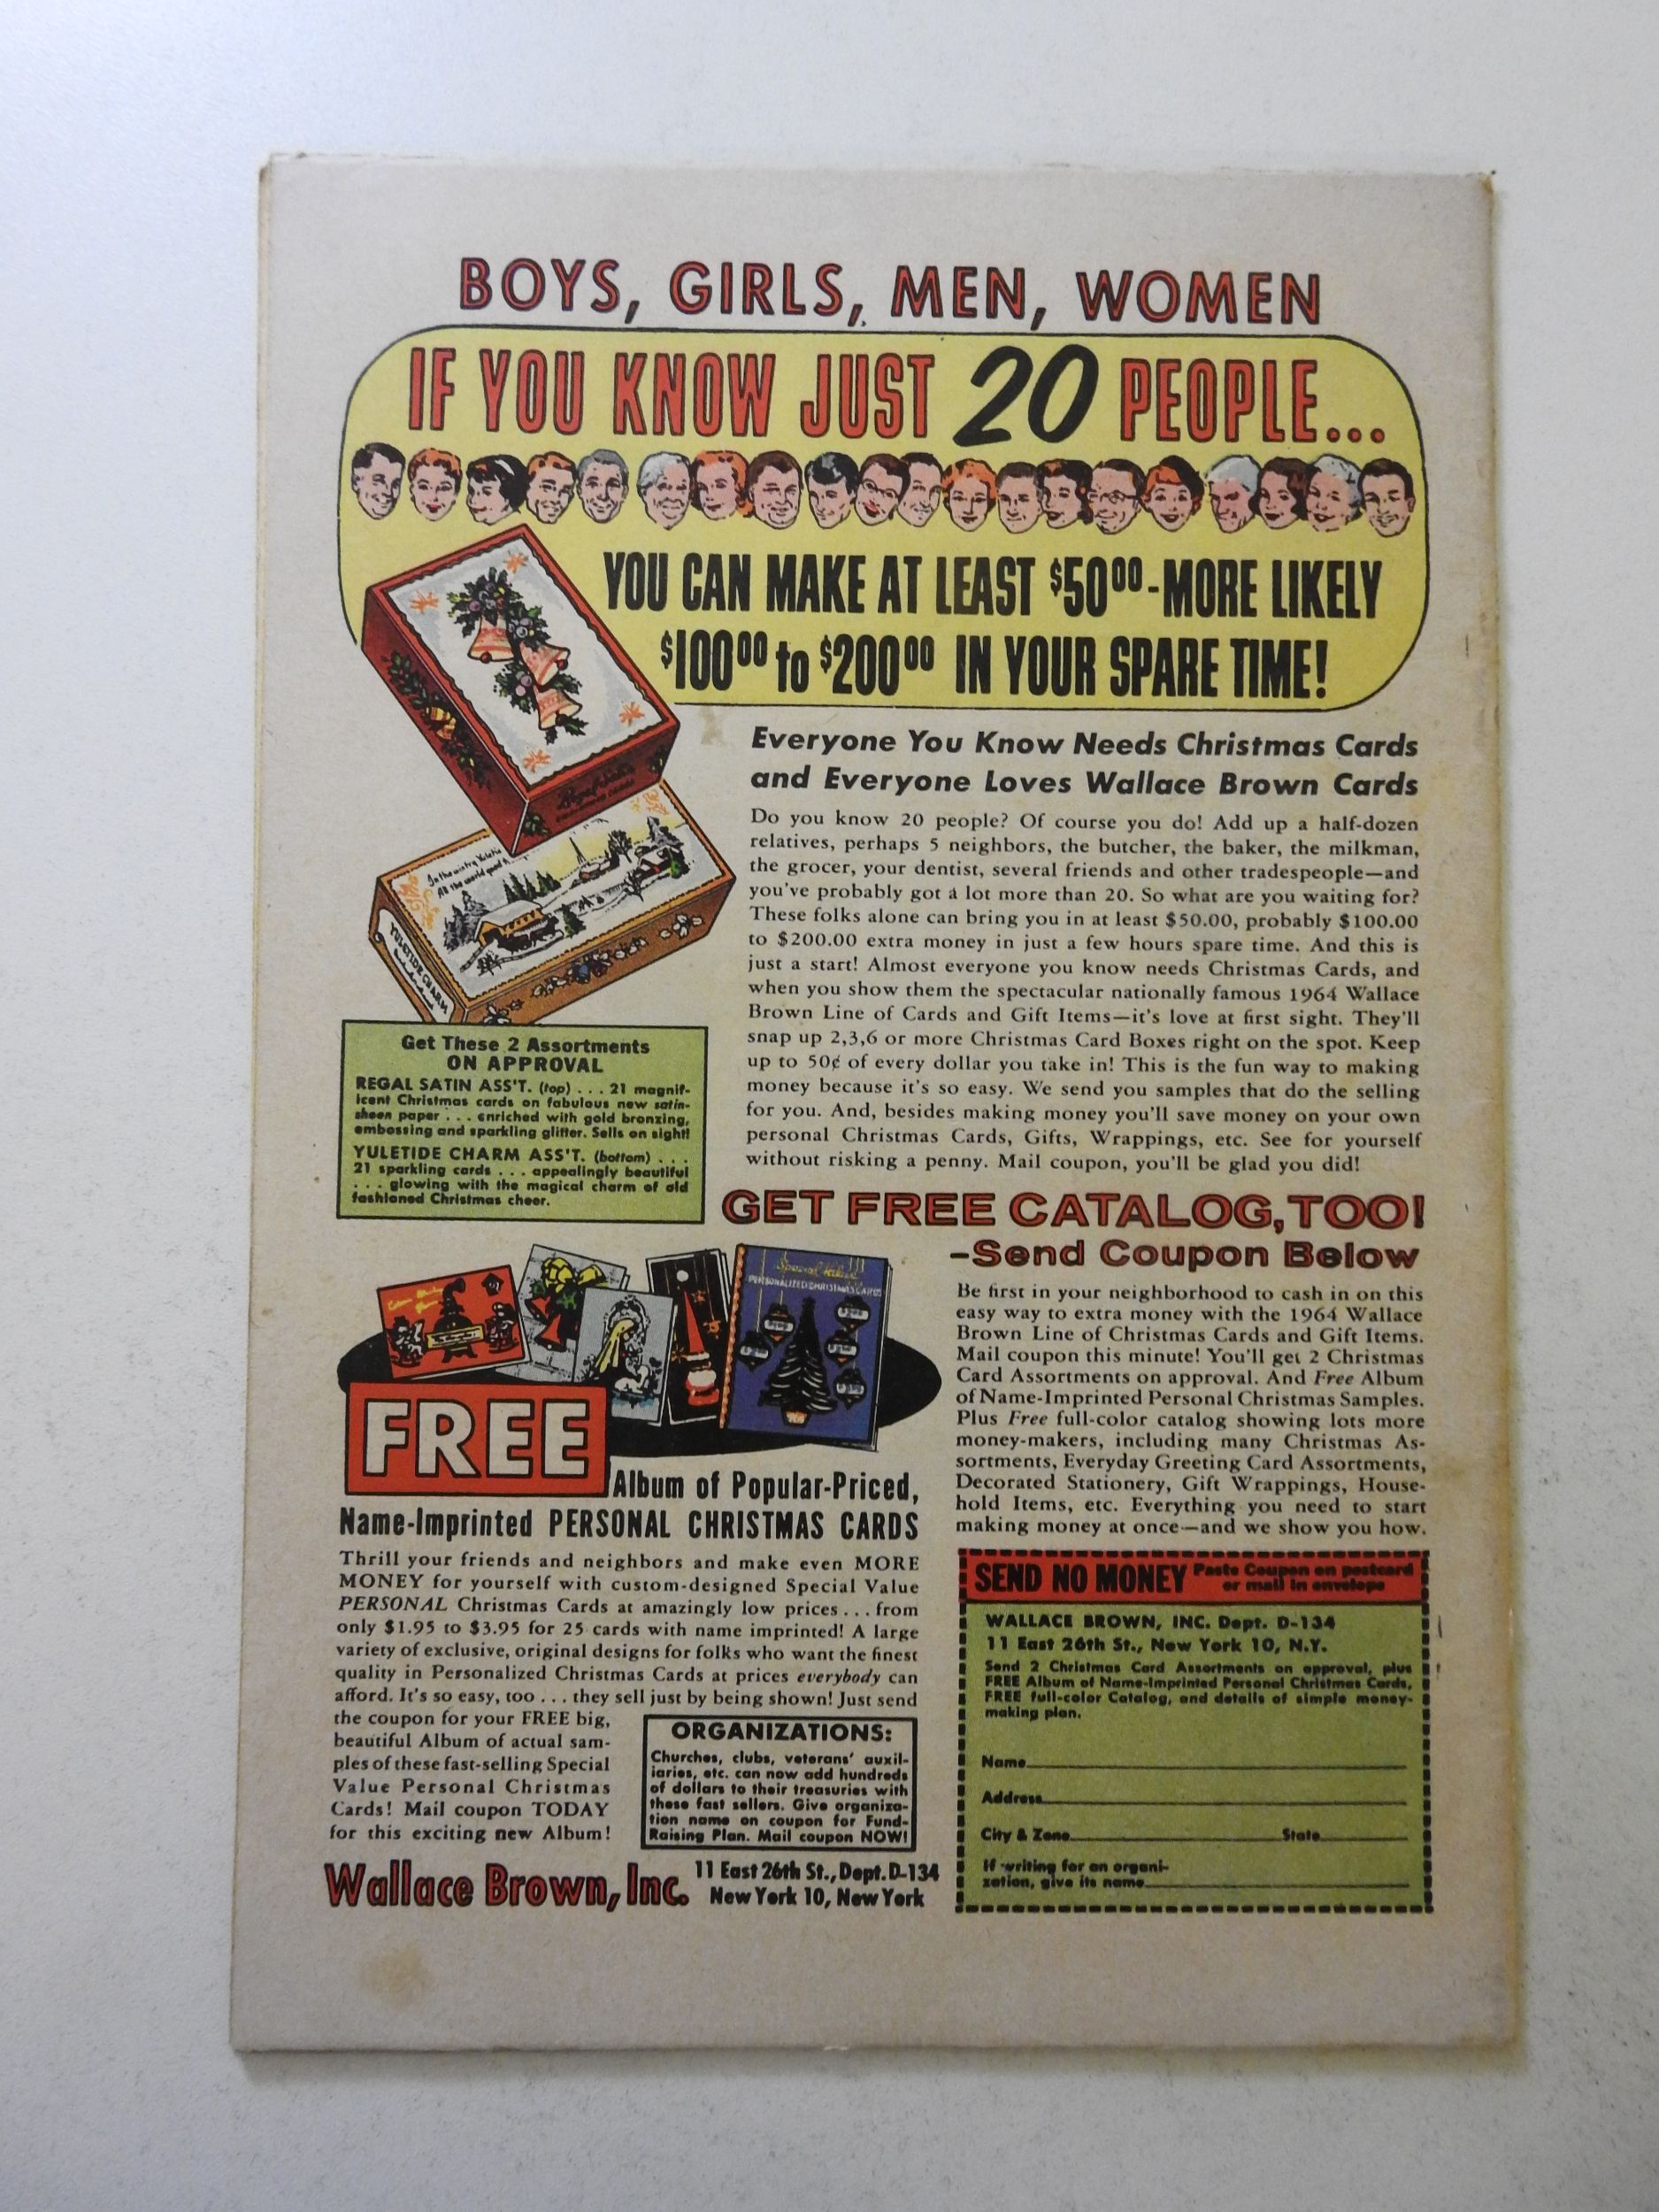 BOYS, GIRLS, MEN, WOMEN
IF YOU KNOW JUST 20 PEOPLE...
YOU CAN MAKE AT LEAST $50⁰⁰-MORE LIKELY
$100⁰⁰ to $200⁰⁰ IN YOUR SPARE TIME!
Everyone You Know Needs Christmas Cards
and Everyone Loves Wallace Brown Cards
Do you know 20 people? Of course you do! Add up a half-dozen
relatives, perhaps 5 neighbors, the butcher, the baker, the milkman,
the grocer, your dentist, several friends and other tradespeople—and
you've probably got a lot more than 20. So what are you waiting for?
These folks alone can bring you in at least $50.00, probably $100.00
to $200.00 extra money in just a few hours spare time. And this is
just a start! Almost everyone you know needs Christmas Cards, and
when you show them the spectacular nationally famous 1964 Wallace
Brown Line of Cards and Gift Items—it's love at first sight. They'll
snap up 2,3,6 or more Christmas Card Boxes right on the spot. Keep
up to 50¢ of every dollar you take in! This is the fun way to making
money because it's so easy. We send you samples that do the selling
for you. And, besides making money you'll save money on your own
personal Christmas Cards, Gifts, Wrappings, etc. See for yourself
without risking a penny. Mail coupon, you'll be glad you did!
In the wintry Yuletide
All the world
YULETIDE CHARM
Get These 2 Assortments
ON APPROVAL
REGAL SATIN ASS'T. (top) . . . 21 magnif-
icent Christmas cards on fabulous new satin-
sheen paper . . . enriched with gold bronzing,
embossing and sparkling glitter. Sells on sight!
YULETIDE CHARM ASS'T. (bottom) . . .
21 sparkling cards . . . appealingly beautiful
. . . glowing with the magical charm of old
fashioned Christmas cheer.
GET FREE CATALOG, TOO!
-Send Coupon Below
Be first in your neighborhood to cash in on this
easy way to extra money with the 1964 Wallace
Brown Line of Christmas Cards and Gift Items.
Mail coupon this minute! You'll get 2 Christmas
Card Assortments on approval. And Free Album
of Name-Imprinted Personal Christmas Samples.
Plus Free full-color catalog showing lots more
money-makers, including many Christmas As-
sortments, Everyday Greeting Card Assortments,
Decorated Stationery, Gift Wrappings, House-
hold Items, etc. Everything you need to start
making money at once—and we show you how.
Special Value
PERSONALIZED CHRISTMAS CARDS
FREE
Album of Popular-Priced,
Name-Imprinted PERSONAL CHRISTMAS CARDS
Thrill your friends and neighbors and make even MORE
MONEY for yourself with custom-designed Special Value
PERSONAL Christmas Cards at amazingly low prices . . . from
only $1.95 to $3.95 for 25 cards with name imprinted! A large
variety of exclusive, original designs for folks who want the finest
quality in Personalized Christmas Cards at prices everybody can
afford. It's so easy, too . . . they sell just by being shown! Just send
the coupon for your FREE big,
beautiful Album of actual sam-
ples of these fast-selling Special
Value Personal Christmas
Cards! Mail coupon TODAY
for this exciting new Album!
ORGANIZATIONS:
Churches, clubs, veterans' auxil-
iaries, etc. can now add hundreds
of dollars to their treasuries with
these fast sellers. Give organiza-
tion name on coupon for Fund-
Raising Plan. Mail coupon NOW!
Wallace Brown, Inc.
11 East 26th St., Dept. D-134
New York 10, New York
SEND NO MONEY
Paste Coupon on postcard
or mail in envelope
WALLACE BROWN, INC. Dept. D-134
11 East 26th St., New York 10, N.Y.
Send 2 Christmas Card Assortments on approval, plus
FREE Album of Name-Imprinted Personal Christmas Cards,
FREE full-color Catalog, and details of simple money-
making plan.
Name
Address
City & Zone State
If writing for an organi-
zation, give its name